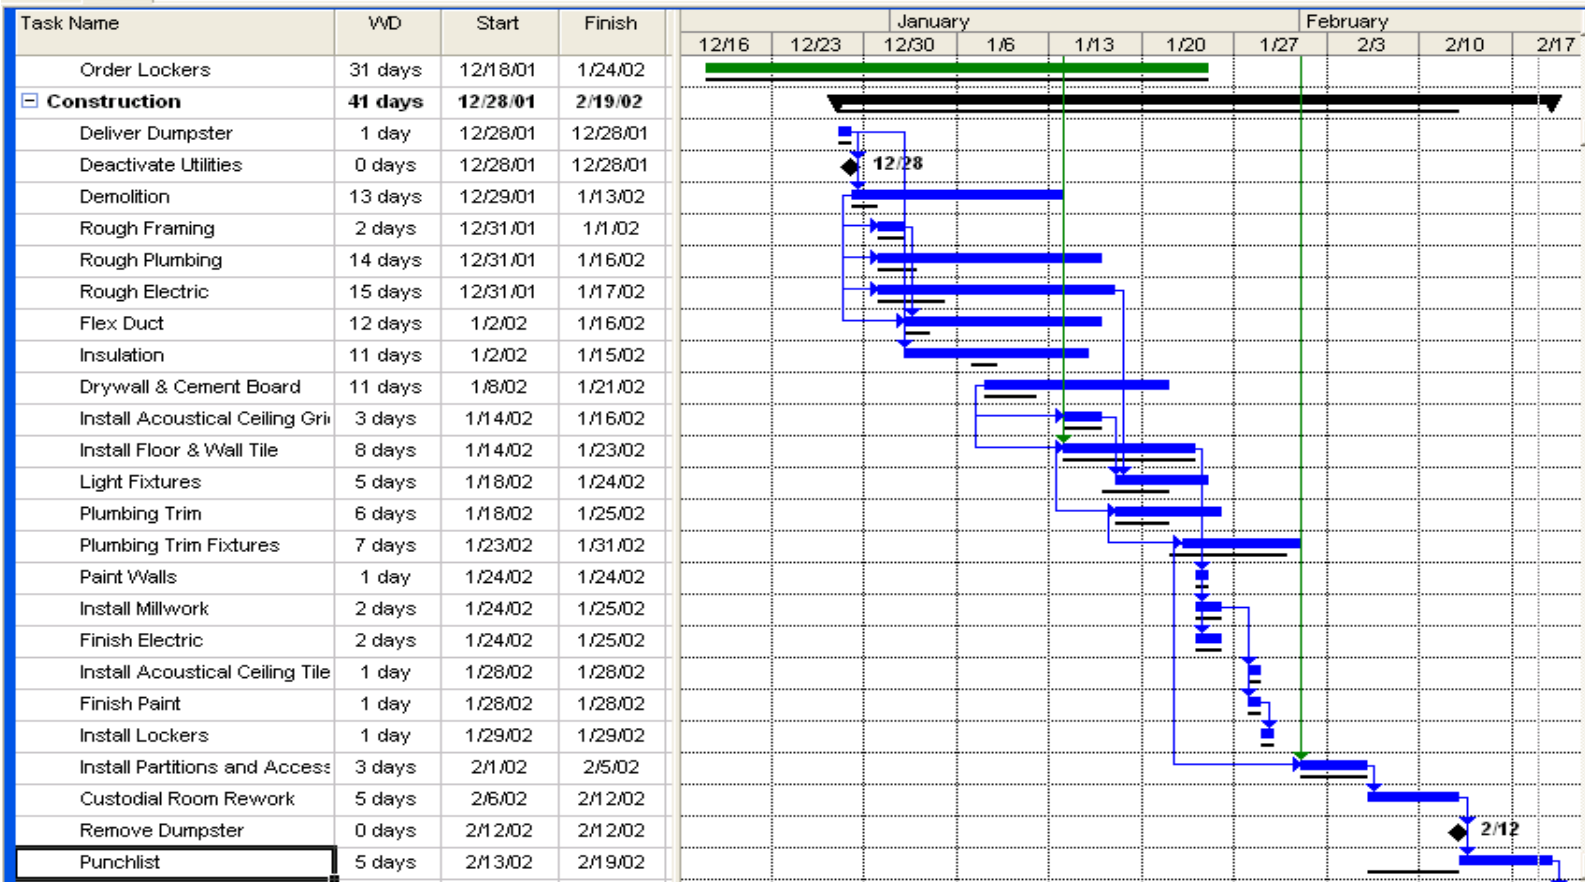 Task Name WD Start Finish January February
12/16 12/23 12/30 1/6 1/13 1/20 1/27 2/3 2/10 2/17
Order Lockers 31 days 12/18/01 1/24/02
Construction 41 days 12/28/01 2/19/02
Deliver Dumpster 1 day 12/28/01 12/28/01
Deactivate Utilities 0 days 12/28/01 12/28/01 12/28
Demolition 13 days 12/29/01 1/13/02
Rough Framing 2 days 12/31/01 1/1/02
Rough Plumbing 14 days 12/31/01 1/16/02
Rough Electric 15 days 12/31/01 1/17/02
Flex Duct 12 days 1/2/02 1/16/02
Insulation 11 days 1/2/02 1/15/02
Drywall & Cement Board 11 days 1/8/02 1/21/02
Install Acoustical Ceiling Gri 3 days 1/14/02 1/16/02
Install Floor & Wall Tile 8 days 1/14/02 1/23/02
Light Fixtures 5 days 1/18/02 1/24/02
Plumbing Trim 6 days 1/18/02 1/25/02
Plumbing Trim Fixtures 7 days 1/23/02 1/31/02
Paint Walls 1 day 1/24/02 1/24/02
Install Millwork 2 days 1/24/02 1/25/02
Finish Electric 2 days 1/24/02 1/25/02
Install Acoustical Ceiling Tile 1 day 1/28/02 1/28/02
Finish Paint 1 day 1/28/02 1/28/02
Install Lockers 1 day 1/29/02 1/29/02
Install Partitions and Access 3 days 2/1/02 2/5/02
Custodial Room Rework 5 days 2/6/02 2/12/02
Remove Dumpster 0 days 2/12/02 2/12/02 2/12
Punchlist 5 days 2/13/02 2/19/02